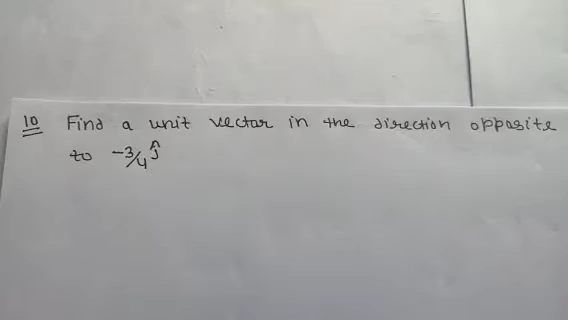 10 Find a unit vector in the direction opposite
to -3/4 ĵ